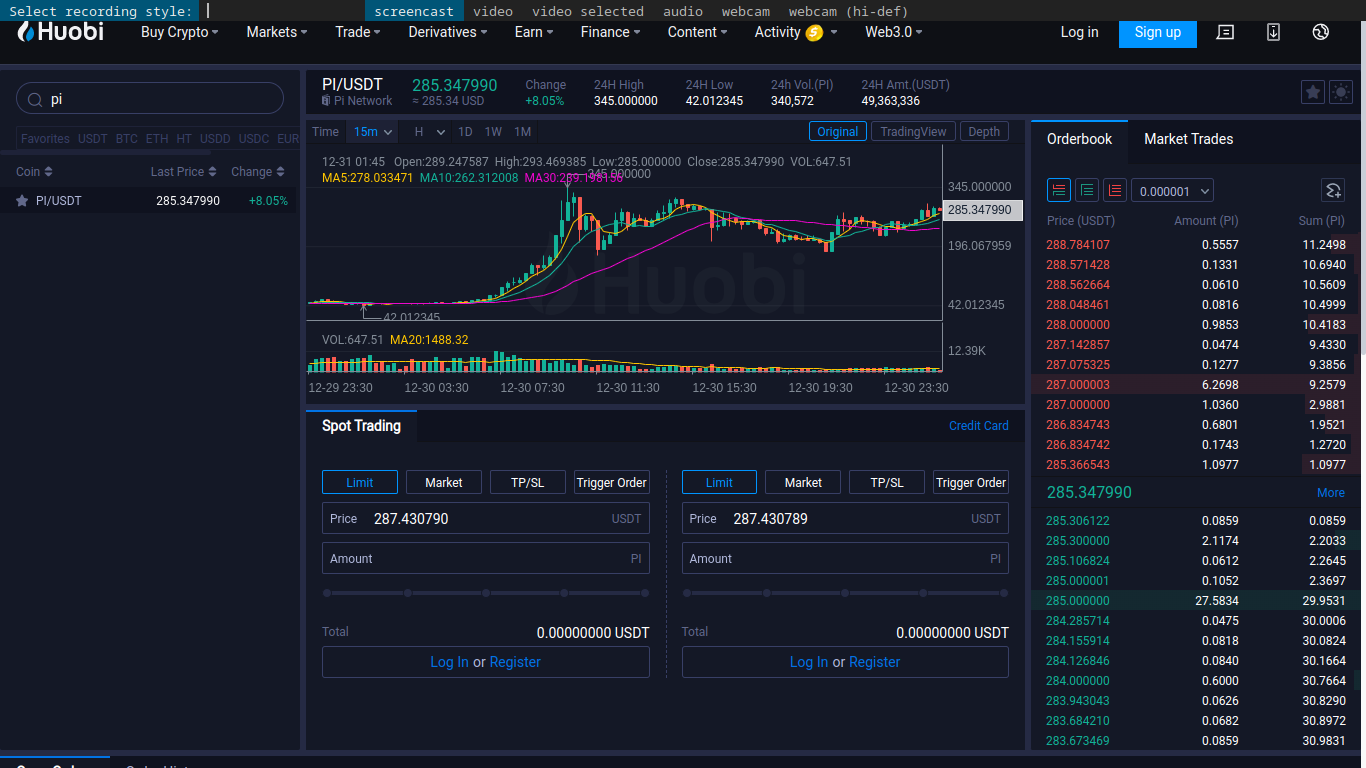 Select recording style: screencast video video selected audio webcam webcam (hi-def)
Huobi Buy Crypto Markets Trade Derivatives Earn Finance Content Activity Web3.0 Log in Sign up
pi
Favorites USDT BTC ETH HT USDD USDC EUR
Coin Last Price Change
PI/USDT 285.347990 +8.05%
PI/USDT 285.347990 Change 24H High 24H Low 24h Vol.(PI) 24H Amt.(USDT)
Pi Network ≈ 285.34 USD +8.05% 345.000000 42.012345 340,572 49,363,336
Time 15m H 1D 1W 1M Original TradingView Depth
12-31 01:45 Open:289.247587 High:293.469385 Low:285.000000 Close:285.347990 VOL:647.51
MA5:278.033471 MA10:262.312008 345.000000
345.000000
285.347990
196.067959
Huobi
42.012345
42.012345
VOL:647.51 MA20:1488.32
12.39K
12-29 23:30 12-30 03:30 12-30 07:30 12-30 11:30 12-30 15:30 12-30 19:30 12-30 23:30
Spot Trading Credit Card
Limit Market TP/SL Trigger Order
Price 287.430790 USDT
Amount PI
Total 0.00000000 USDT
Log In or Register
Limit Market TP/SL Trigger Order
Price 287.430789 USDT
Amount PI
Total 0.00000000 USDT
Log In or Register
Orderbook Market Trades
0.000001
Price (USDT) Amount (PI) Sum (PI)
288.784107 0.5557 11.2498
288.571428 0.1331 10.6940
288.562664 0.0610 10.5609
288.048461 0.0816 10.4999
288.000000 0.9853 10.4183
287.142857 0.0474 9.4330
287.075325 0.1277 9.3856
287.000003 6.2698 9.2579
287.000000 1.0360 2.9881
286.834743 0.6801 1.9521
286.834742 0.1743 1.2720
285.366543 1.0977 1.0977
285.347990 More
285.306122 0.0859 0.0859
285.300000 2.1174 2.2033
285.106824 0.0612 2.2645
285.000001 0.1052 2.3697
285.000000 27.5834 29.9531
284.285714 0.0475 30.0006
284.155914 0.0818 30.0824
284.126846 0.0840 30.1664
284.000000 0.6000 30.7664
283.943043 0.0626 30.8290
283.684210 0.0682 30.8972
283.673469 0.0859 30.9831